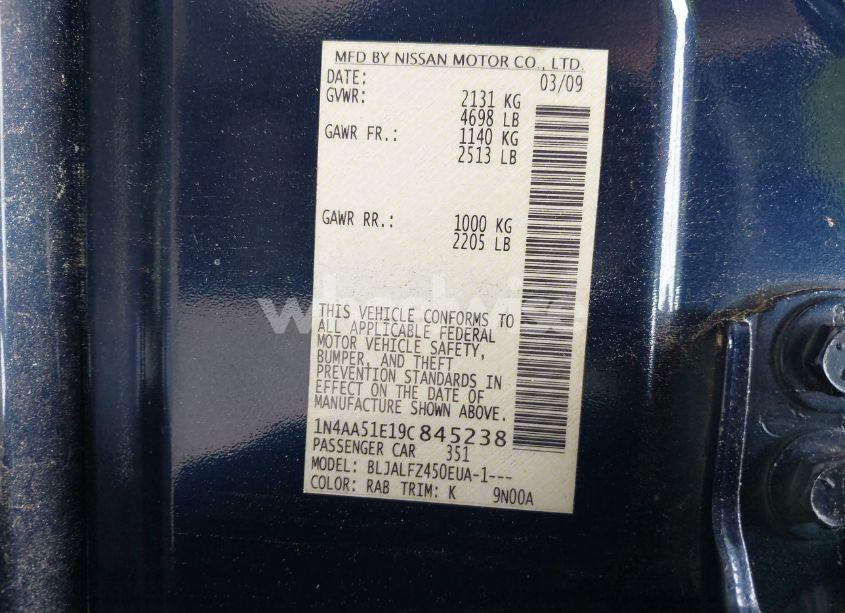 MFD BY NISSAN MOTOR CO., LTD.
DATE: 03/09
GVWR: 2131 KG
4698 LB
GAWR FR.: 1140 KG
2513 LB
GAWR RR.: 1000 KG
2205 LB
THIS VEHICLE CONFORMS TO
ALL APPLICABLE FEDERAL
MOTOR VEHICLE SAFETY,
BUMPER, AND THEFT
PREVENTION STANDARDS IN
EFFECT ON THE DATE OF
MANUFACTURE SHOWN ABOVE.
1N4AA51E19C845238
PASSENGER CAR 351
MODEL: BLJALFZ450EUA-1---
COLOR: RAB TRIM: K 9N00A